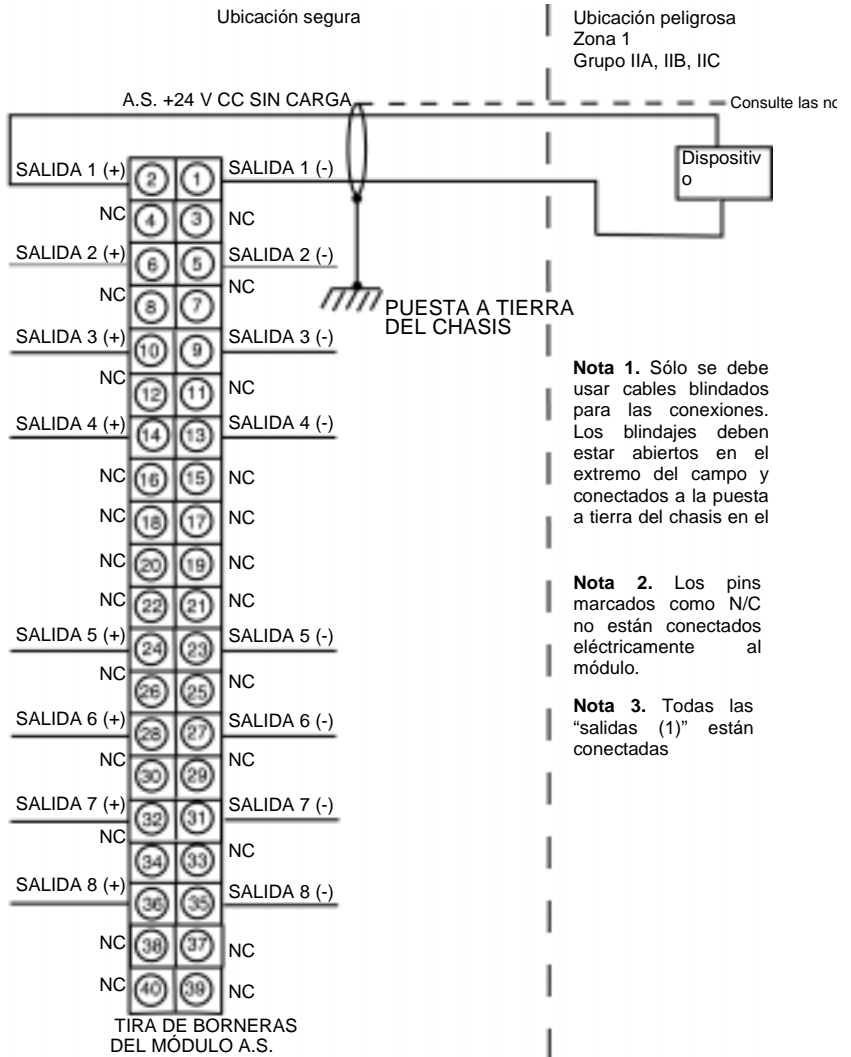 Ubicación segura
Ubicación peligrosa
Zona 1
Grupo IIA, IIB, IIC
A.S. +24 V CC SIN CARGA
Consulte las no
Dispositiv
o
SALIDA 1 (+) 2 1 SALIDA 1 (-)
NC 4 3 NC
SALIDA 2 (+) 6 5 SALIDA 2 (-)
NC 8 7 NC
PUESTA A TIERRA
DEL CHASIS
SALIDA 3 (+) 10 9 SALIDA 3 (-)
NC 12 11 NC
SALIDA 4 (+) 14 13 SALIDA 4 (-)
NC 16 15 NC
NC 18 17 NC
NC 20 19 NC
NC 22 21 NC
SALIDA 5 (+) 24 23 SALIDA 5 (-)
NC 26 25 NC
SALIDA 6 (+) 28 27 SALIDA 6 (-)
NC 30 29 NC
SALIDA 7 (+) 32 31 SALIDA 7 (-)
NC 34 33 NC
SALIDA 8 (+) 36 35 SALIDA 8 (-)
NC 38 37 NC
NC 40 39 NC
TIRA DE BORNERAS
DEL MÓDULO A.S.
Nota 1. Sólo se debe
usar cables blindados
para las conexiones.
Los blindajes deben
estar abiertos en el
extremo del campo y
conectados a la puesta
a tierra del chasis en el
Nota 2. Los pins
marcados como N/C
no están conectados
eléctricamente al
módulo.
Nota 3. Todas las
“salidas (1)” están
conectadas